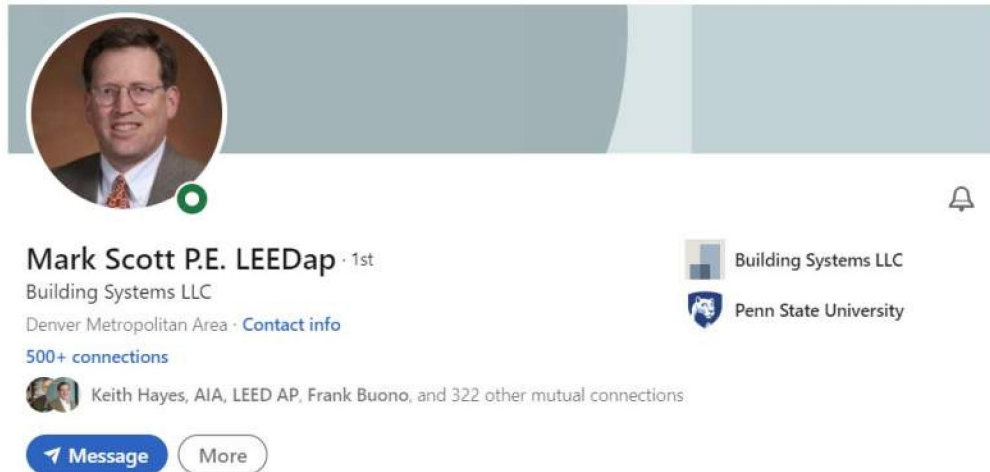 Mark Scott P.E. LEEDap · 1st
Building Systems LLC
Denver Metropolitan Area · Contact info
500+ connections
Keith Hayes, AIA, LEED AP, Frank Buono, and 322 other mutual connections
Message
More
Building Systems LLC
Penn State University